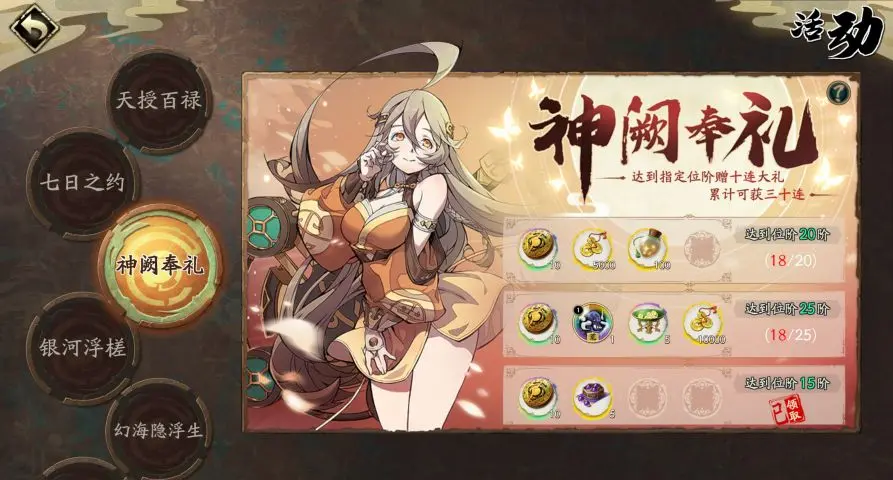 活动
天授百禄
七日之约
神阙奉礼
银河浮槎
幻海隐浮生
神阙奉礼
?
达到指定位阶赠十连大礼
累计可获三十连
10
5000
100
达到位阶20阶
(18/20)
10
1
1
5
10000
达到位阶25阶
(18/25)
10
5
达到位阶15阶
已领取